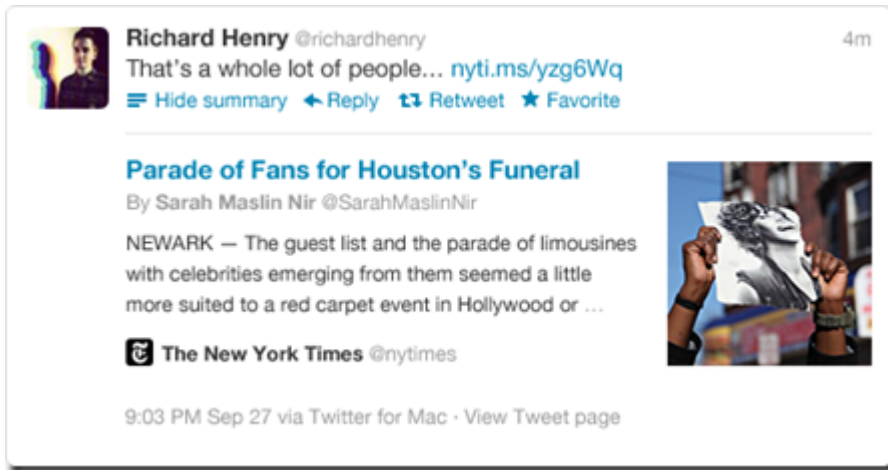 Richard Henry @richardhenry 4m
That's a whole lot of people... nyti.ms/yzg6Wq
Hide summary Reply Retweet Favorite
Parade of Fans for Houston's Funeral
By Sarah Maslin Nir @SarahMaslinNir
NEWARK — The guest list and the parade of limousines
with celebrities emerging from them seemed a little
more suited to a red carpet event in Hollywood or ...
The New York Times @nytimes
9:03 PM Sep 27 via Twitter for Mac · View Tweet page